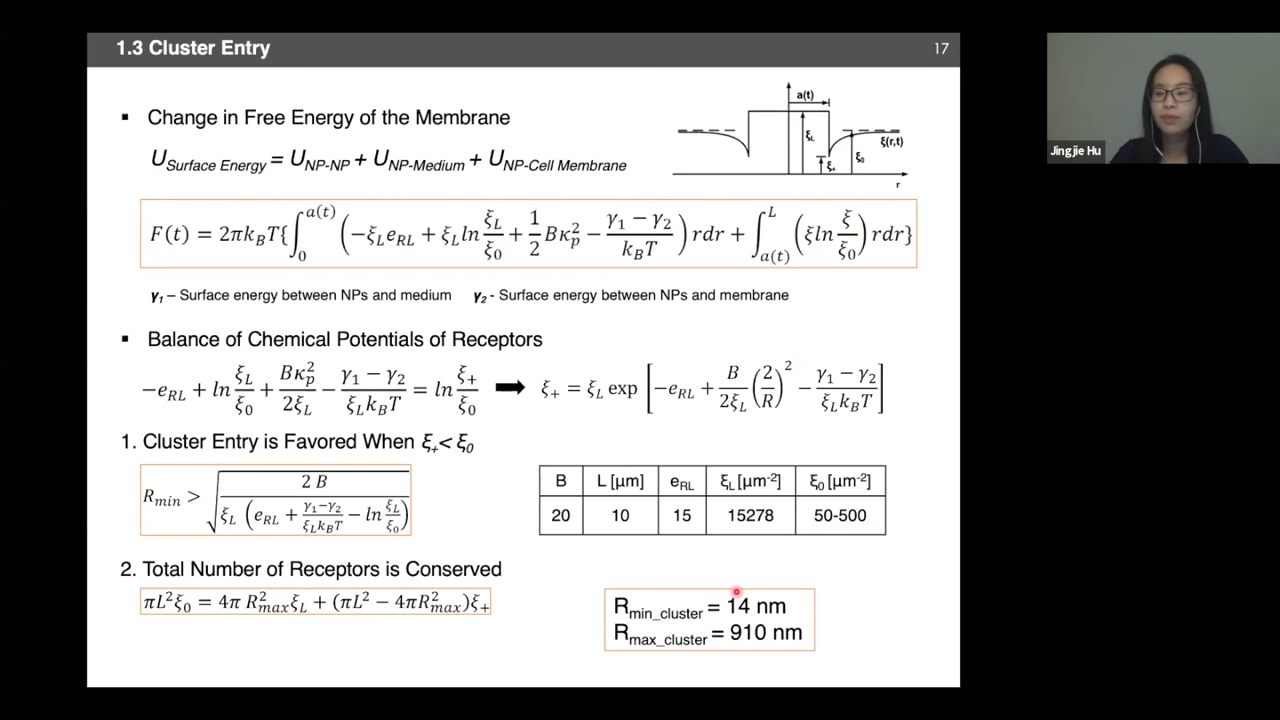 1.3 Cluster Entry
17
▪ Change in Free Energy of the Membrane
U_Surface Energy = U_NP-NP + U_NP-Medium + U_NP-Cell Membrane
a(t)
ξ_L
ξ_+
ξ_0
ξ(r,t)
r
F(t) = 2πk_BT{∫_0^a(t) (−ξ_L e_RL + ξ_L ln ξ_L/ξ_0 + 1/2 Bκ_p^2 − (γ_1 − γ_2)/(k_BT)) rdr + ∫_a(t)^L (ξ ln ξ/ξ_0) rdr}
γ_1 – Surface energy between NPs and medium γ_2 - Surface energy between NPs and membrane
▪ Balance of Chemical Potentials of Receptors
−e_RL + ln ξ_L/ξ_0 + Bκ_p^2/(2ξ_L) − (γ_1 − γ_2)/(ξ_L k_BT) = ln ξ_+/ξ_0 ➡ ξ_+ = ξ_L exp [−e_RL + B/(2ξ_L) (2/R)^2 − (γ_1 − γ_2)/(ξ_L k_BT)]
1. Cluster Entry is Favored When ξ_+< ξ_0
R_min > √(2 B / (ξ_L (e_RL + (γ_1−γ_2)/(ξ_L k_BT) − ln ξ_L/ξ_0)))
B L [µm] e_RL ξ_L [µm^-2] ξ_0 [µm^-2]
20 10 15 15278 50-500
2. Total Number of Receptors is Conserved
πL^2ξ_0 = 4π R_max^2 ξ_L + (πL^2 − 4πR_max^2)ξ_+
R_min_cluster = 14 nm
R_max_cluster = 910 nm
Jingjie Hu